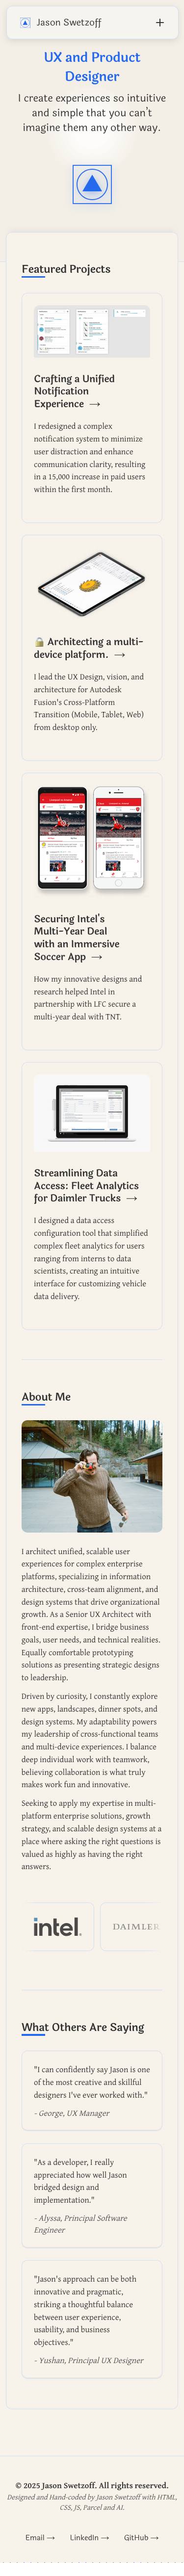 Jason Swetzoff
UX and Product
Designer
I create experiences so intuitive
and simple that you can't
imagine them any other way.
Featured Projects
Crafting a Unified
Notification
Experience →
I redesigned a complex
notification system to minimize
user distraction and enhance
communication clarity, resulting
in a 15,000 increase in paid users
within the first month.
🔒 Architecting a multi-
device platform. →
I lead the UX Design, vision, and
architecture for Autodesk
Fusion's Cross-Platform
Transition (Mobile, Tablet, Web)
from desktop only.
Securing Intel's
Multi-Year Deal
with an Immersive
Soccer App →
How my innovative designs and
research helped Intel in
partnership with LFC secure a
multi-year deal with TNT.
Streamlining Data
Access: Fleet Analytics
for Daimler Trucks →
I designed a data access
configuration tool that simplified
complex fleet analytics for users
ranging from interns to data
scientists, creating an intuitive
interface for customizing vehicle
data delivery.
About Me
I architect unified, scalable user
experiences for complex enterprise
platforms, specializing in information
architecture, cross-team alignment, and
design systems that drive organizational
growth. As a Senior UX Architect with
front-end expertise, I bridge business
goals, user needs, and technical realities.
Equally comfortable prototyping
solutions as presenting strategic designs
to leadership.
Driven by curiosity, I constantly explore
new apps, landscapes, dinner spots, and
design systems. My adaptability powers
my leadership of cross-functional teams
and multi-device experiences. I balance
deep individual work with teamwork,
believing collaboration is what truly
makes work fun and innovative.
Seeking to apply my expertise in multi-
platform enterprise solutions, growth
strategy, and scalable design systems at a
place where asking the right questions is
valued as highly as having the right
answers.
intel.
DAIMLER
What Others Are Saying
"I can confidently say Jason is one
of the most creative and skillful
designers I've ever worked with."
- George, UX Manager
"As a developer, I really
appreciated how well Jason
bridged design and
implementation."
- Alyssa, Principal Software
Engineer
"Jason's approach can be both
innovative and pragmatic,
striking a thoughtful balance
between user experience,
usability, and business
objectives."
- Yushan, Principal UX Designer
© 2025 Jason Swetzoff. All rights reserved.
Designed and Hand-coded by Jason Swetzoff with HTML,
CSS, JS, Parcel and AI.
Email → LinkedIn → GitHub →